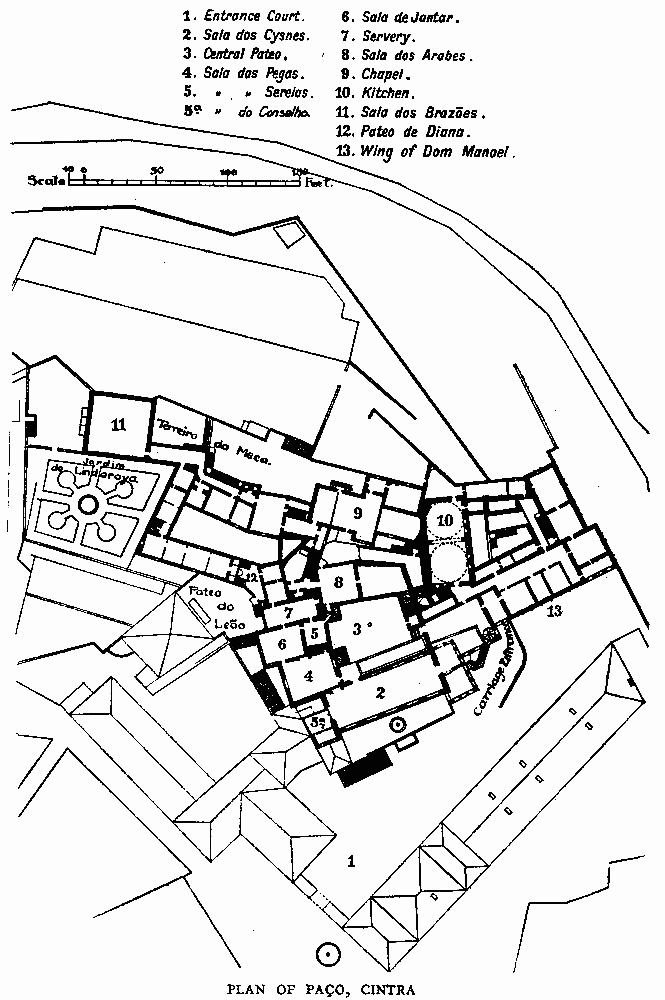 1. Entrance Court.
2. Sala dos Cysnes.
3. Central Pateo.
4. Sala das Pegas.
5. " " Sereias.
5ª " do Conselho.
6. Sala de Jantar.
7. Servery.
8. Sala dos Arabes.
9. Chapel.
10. Kitchen.
11. Sala dos Brazões.
12. Pateo de Diana.
13. Wing of Dom Manoel.
Scale 10 0 50 100 Feet.
11
Terreiro da Meca.
Jardim
de Lindaroya
9
10
12
8
Pateo
do
Leão
7
6
5
3
13
4
2
5ª
Carriage Entrance
1
PLAN OF PAÇO, CINTRA